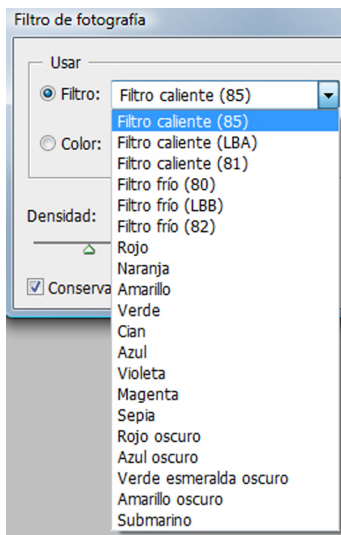 Filtro de fotografía
Usar
Filtro: Filtro caliente (85)
Filtro caliente (85)
Color: Filtro caliente (LBA)
Filtro caliente (81)
Filtro frío (80)
Filtro frío (LBB)
Densidad: Filtro frío (82)
Rojo
Naranja
Conserva Amarillo
Verde
Cian
Azul
Violeta
Magenta
Sepia
Rojo oscuro
Azul oscuro
Verde esmeralda oscuro
Amarillo oscuro
Submarino